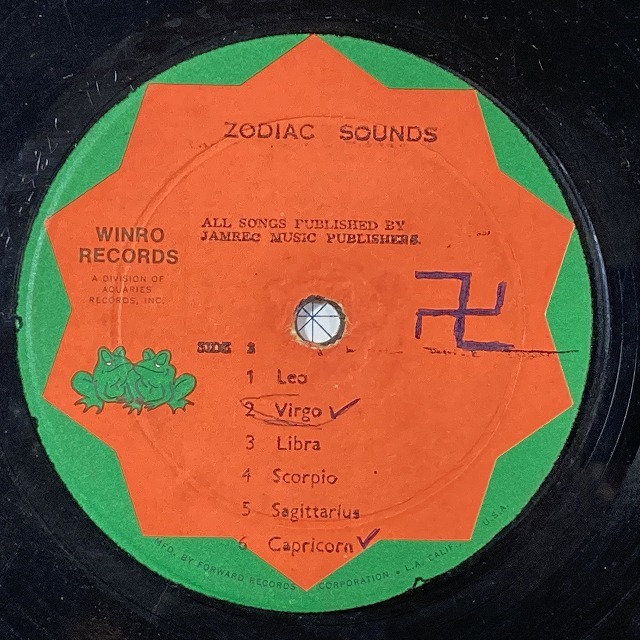 ZODIAC SOUNDS
ALL SONGS PUBLISHED BY
JAMREC MUSIC PUBLISHERS.
WINRO
RECORDS
A DIVISION OF
AQUARIES
RECORDS, INC.
SIDE 2
1 Leo
2 Virgo
3 Libra
4 Scorpio
5 Sagittarius
6 Capricorn
MFD. BY FORWARD RECORDS CORPORATION • L.A. CALIF., U.S.A.